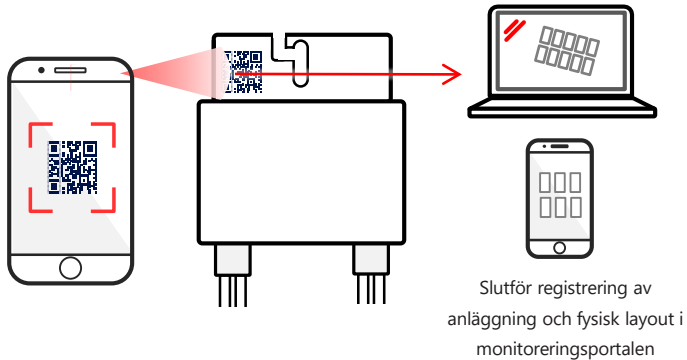 Slutför registrering av
anläggning och fysisk layout i
monitoreringsportalen